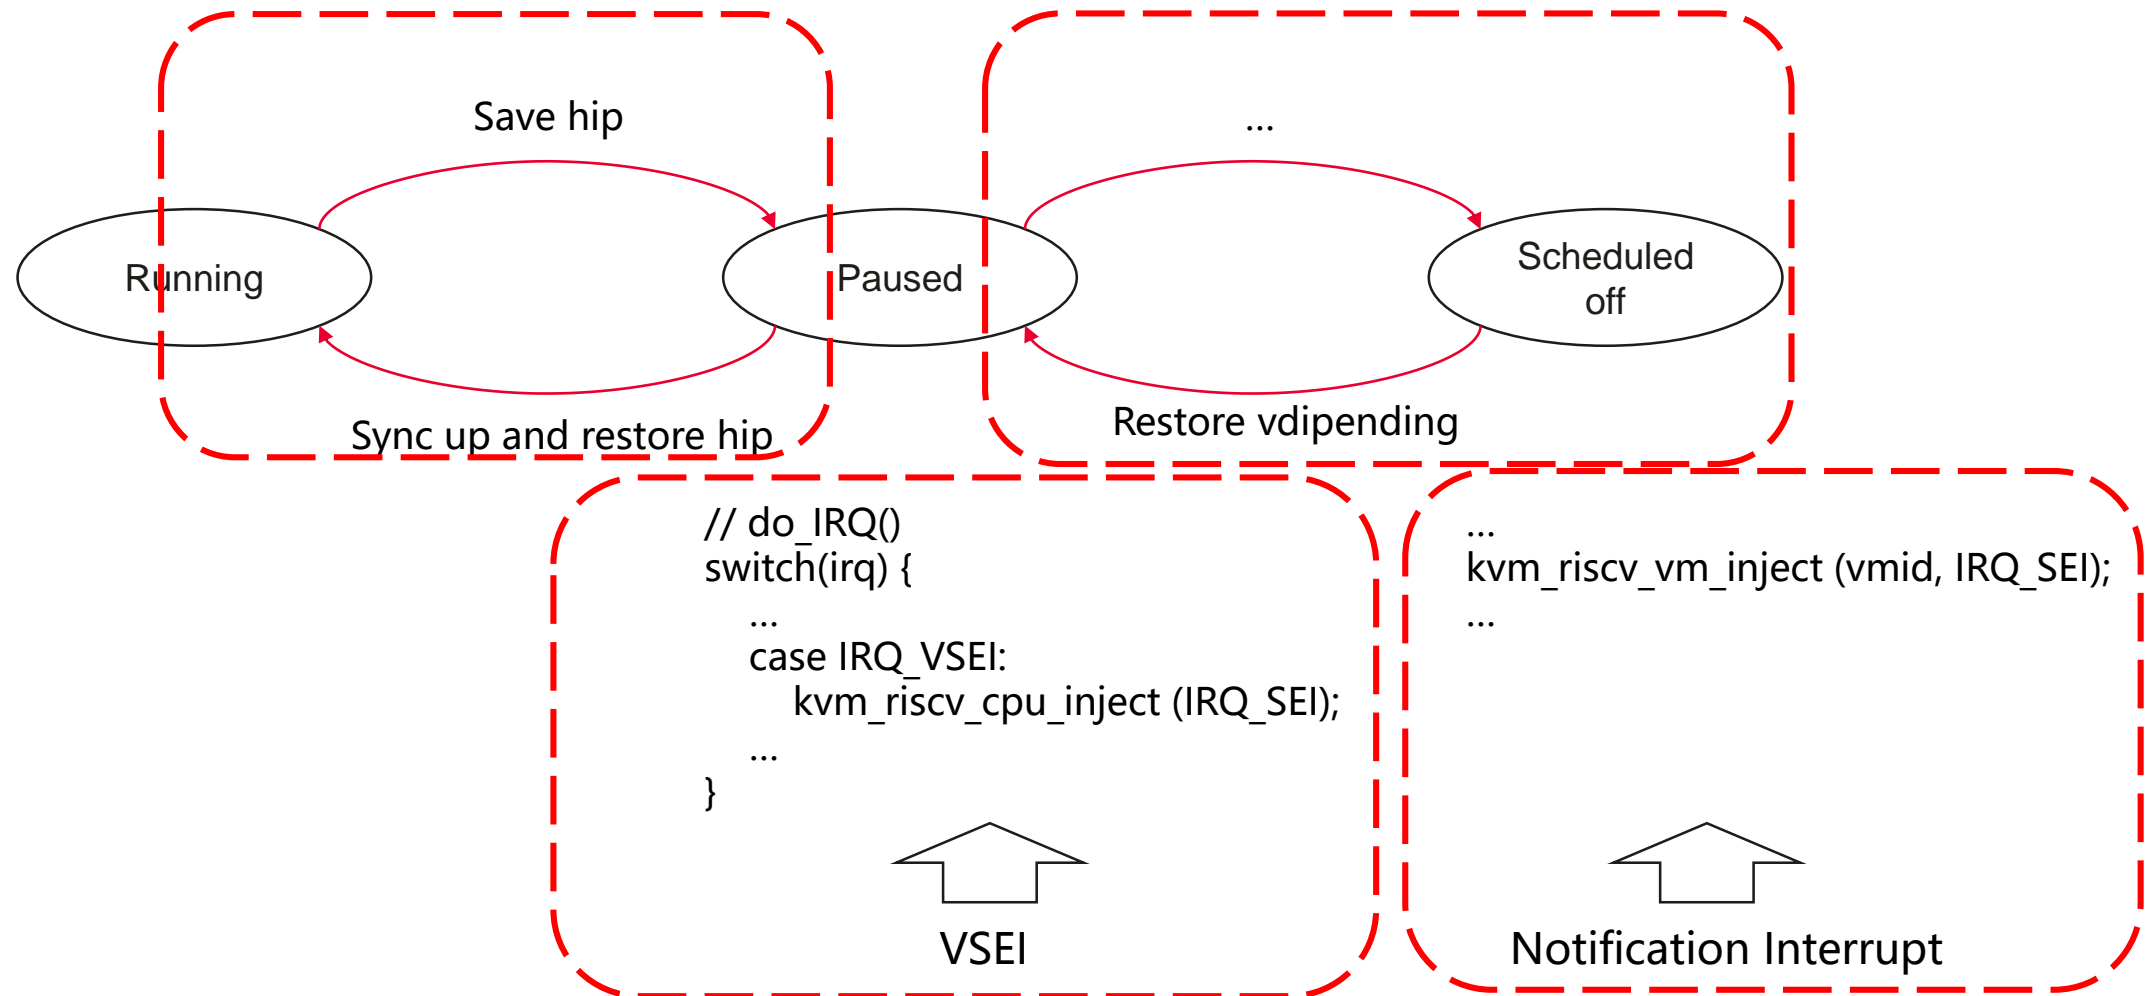 Save hip
...
Running
Paused
Scheduled
off
Sync up and restore hip
Restore vdipending
// do_IRQ()
switch(irq) {
...
case IRQ_VSEI:
kvm_riscv_cpu_inject (IRQ_SEI);
...
}
VSEI
...
kvm_riscv_vm_inject (vmid, IRQ_SEI);
...
Notification Interrupt